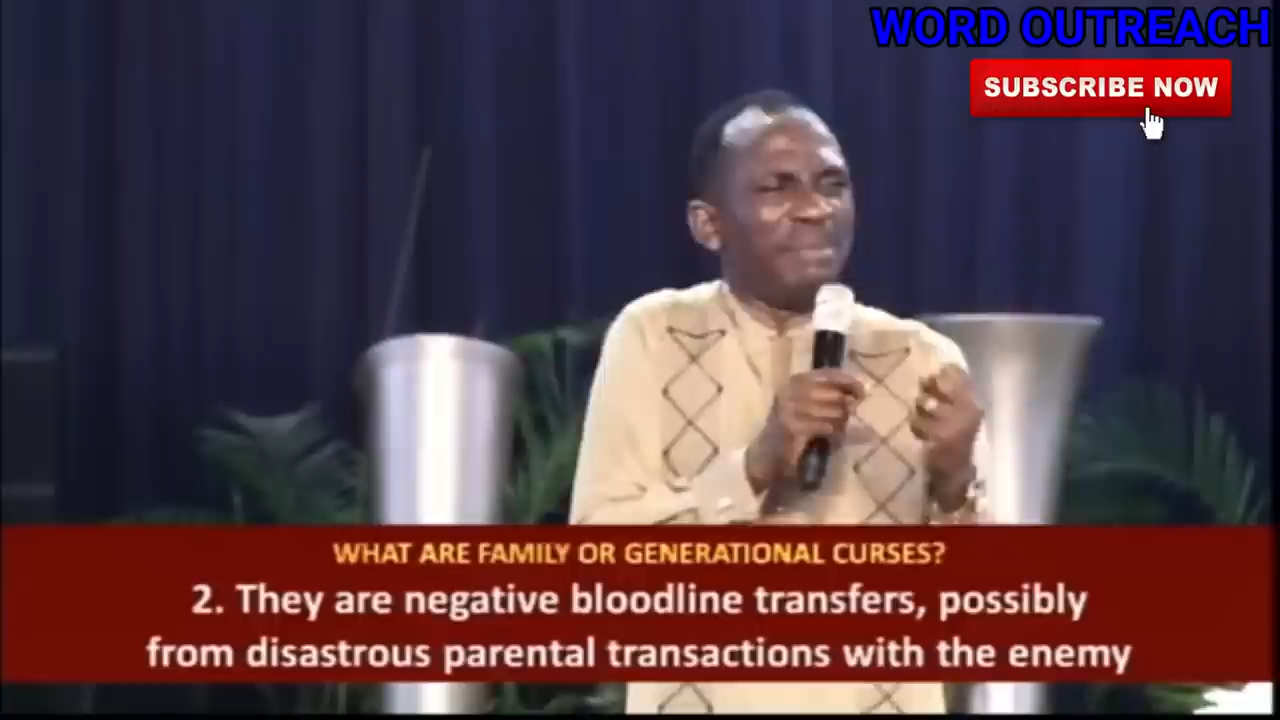 WORD OUTREACH
SUBSCRIBE NOW
WHAT ARE FAMILY OR GENERATIONAL CURSES?
2. They are negative bloodline transfers, possibly
from disastrous parental transactions with the enemy